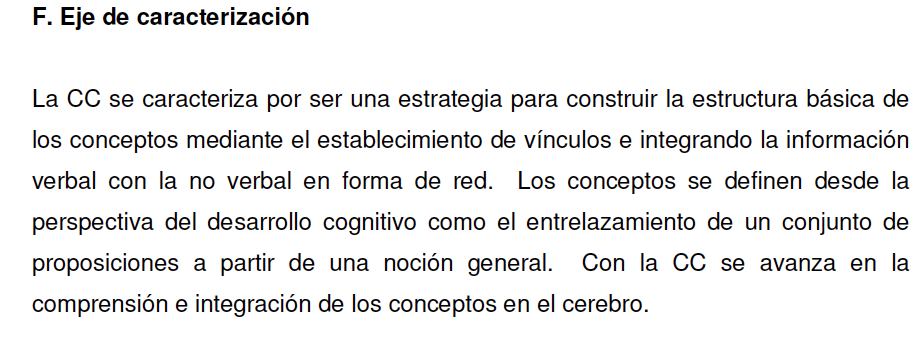 F. Eje de caracterización
La CC se caracteriza por ser una estrategia para construir la estructura básica de
los conceptos mediante el establecimiento de vínculos e integrando la información
verbal con la no verbal en forma de red.  Los conceptos se definen desde la
perspectiva del desarrollo cognitivo como el entrelazamiento de un conjunto de
proposiciones a partir de una noción general.  Con la CC se avanza en la
comprensión e integración de los conceptos en el cerebro.